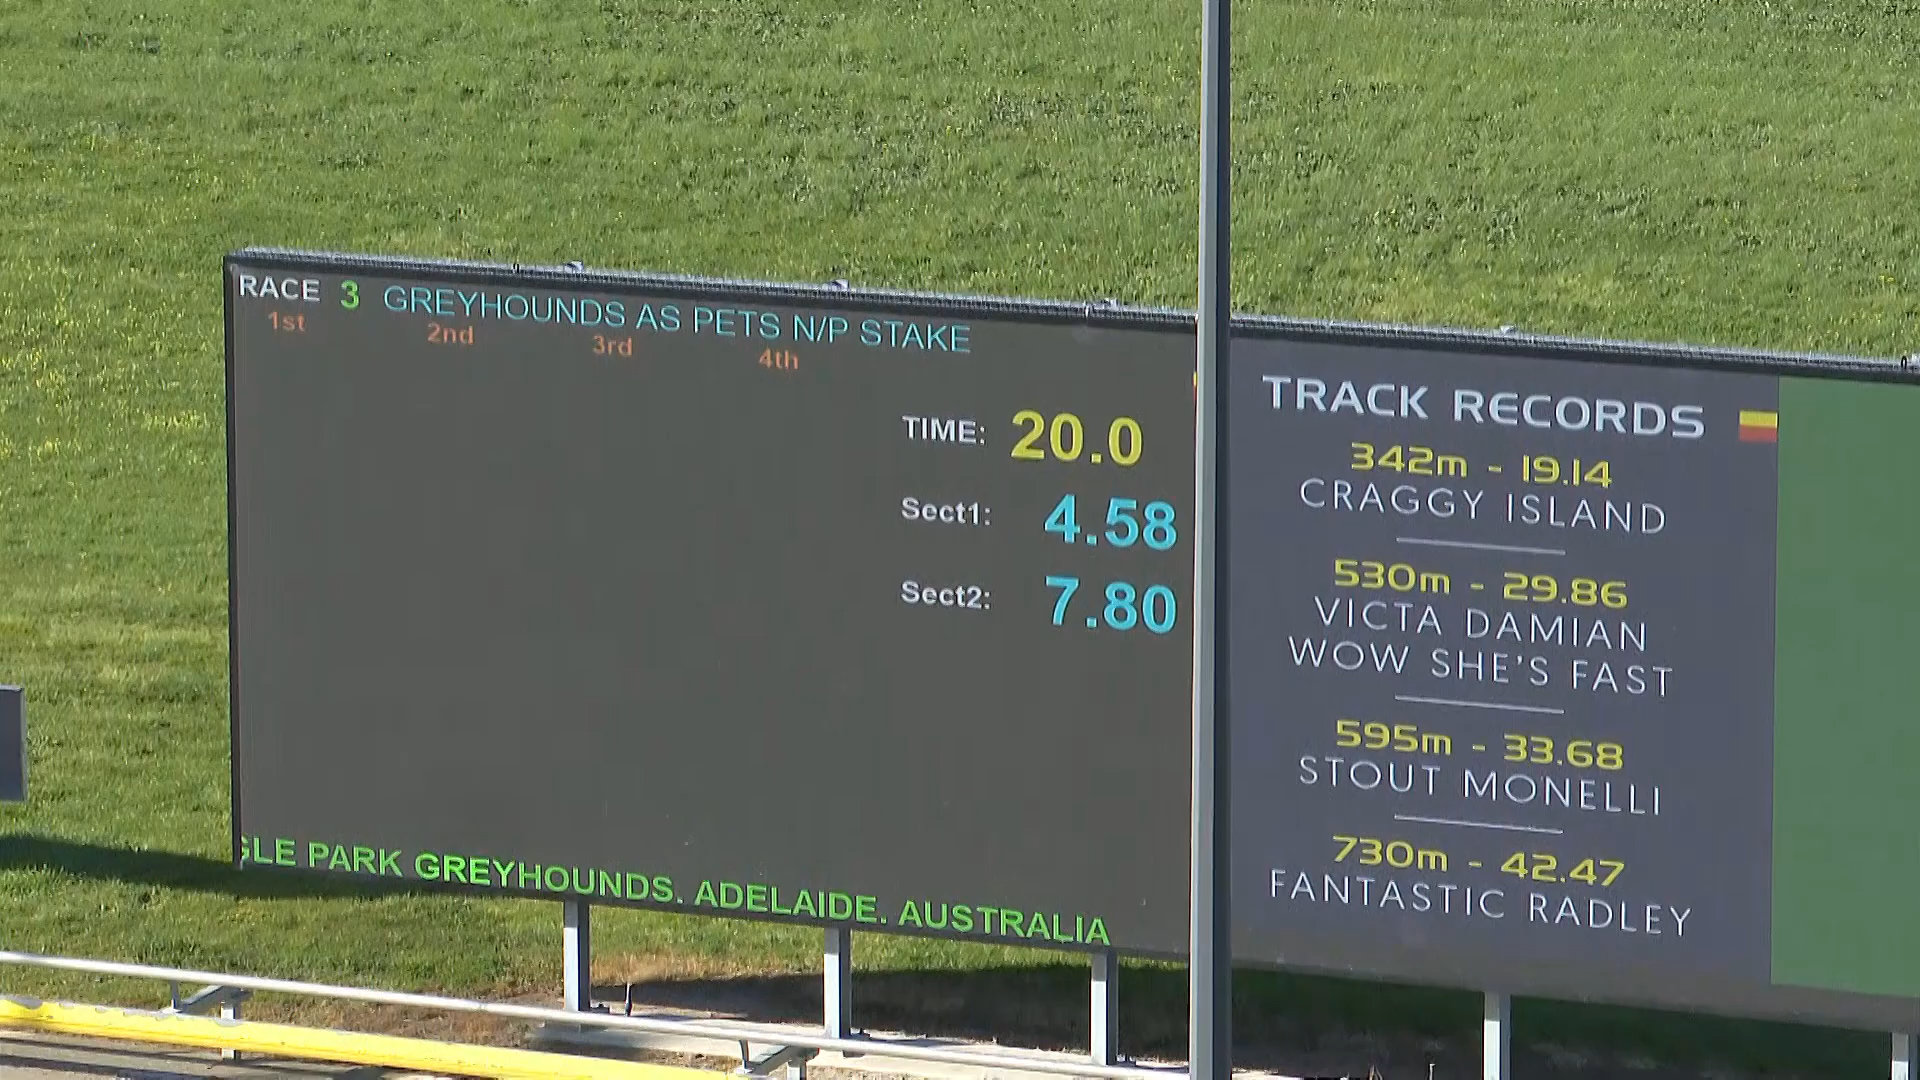 RACE 3 GREYHOUNDS AS PETS N/P STAKE
1st 2nd 3rd 4th
TIME: 20.0
Sect1: 4.58
Sect2: 7.80
GLE PARK GREYHOUNDS. ADELAIDE. AUSTRALIA
TRACK RECORDS
342m - 19.14
CRAGGY ISLAND
530m - 29.86
VICTA DAMIAN
WOW SHE'S FAST
595m - 33.68
STOUT MONELLI
730m - 42.47
FANTASTIC RADLEY